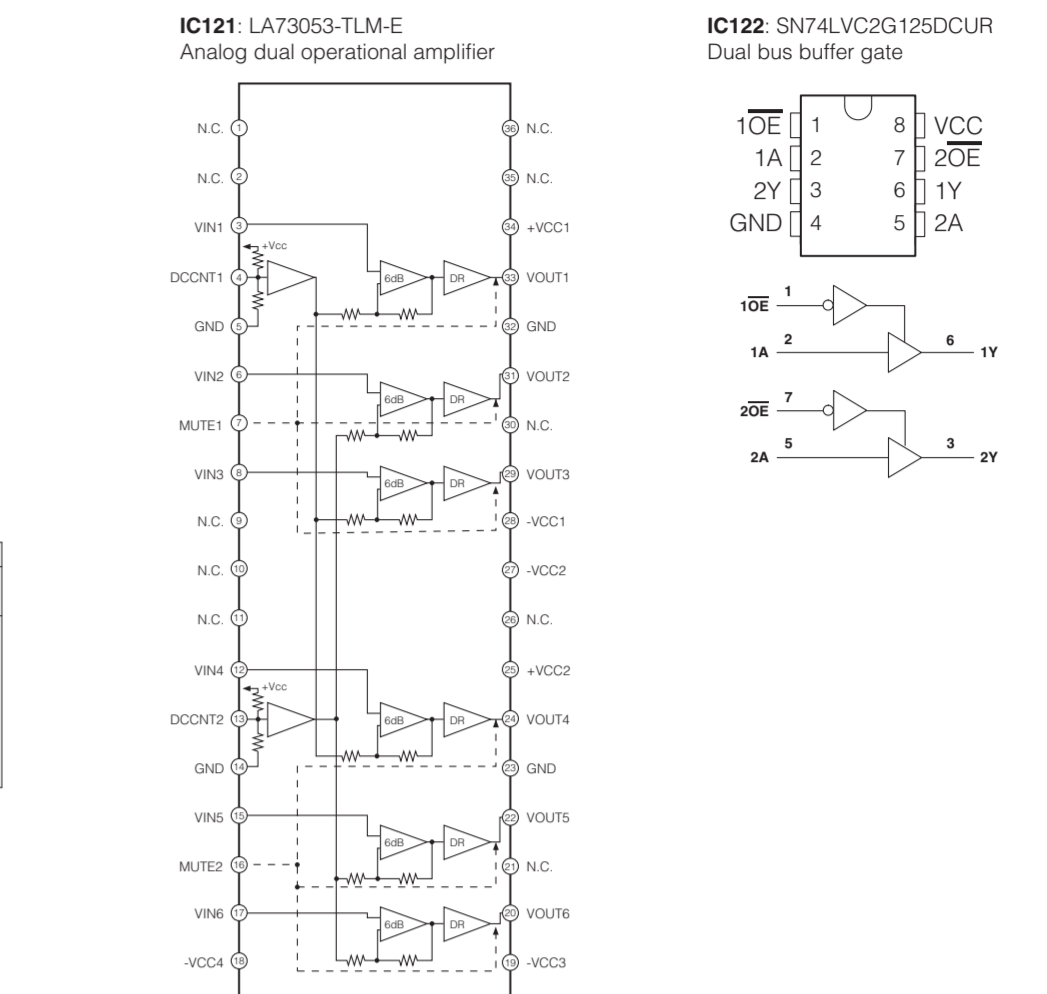 IC121: LA73053-TLM-E
Analog dual operational amplifier
N.C. 1
36 N.C.
N.C. 2
35 N.C.
VIN1 3
34 +VCC1
+Vcc
DCCNT1 4
6dB
DR
33 VOUT1
GND 5
32 GND
VIN2 6
31 VOUT2
6dB
DR
MUTE1 7
30 N.C.
VIN3 8
29 VOUT3
6dB
DR
N.C. 9
28 -VCC1
N.C. 10
27 -VCC2
N.C. 11
26 N.C.
VIN4 12
25 +VCC2
+Vcc
DCCNT2 13
6dB
DR
24 VOUT4
GND 14
23 GND
VIN5 15
22 VOUT5
6dB
DR
MUTE2 16
21 N.C.
VIN6 17
20 VOUT6
6dB
DR
-VCC4 18
19 -VCC3
IC122: SN74LVC2G125DCUR
Dual bus buffer gate
1OE 1 8 VCC
1A 2 7 2OE
2Y 3 6 1Y
GND 4 5 2A
1OE 1
1A 2
6 1Y
2OE 7
2A 5
3 2Y